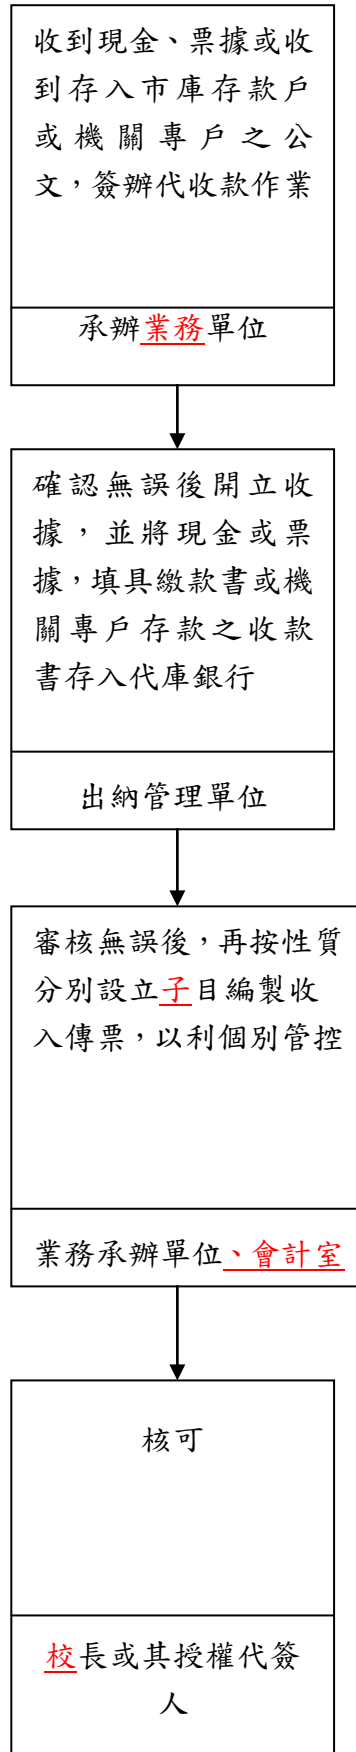 收到現金、票據或收
到存入市庫存款戶
或機關專戶之公
文，簽辦代收款作業
承辦業務單位
確認無誤後開立收
據，並將現金或票
據，填具繳款書或機
關專戶存款之收款
書存入代庫銀行
出納管理單位
審核無誤後，再按性質
分別設立子目編製收
入傳票，以利個別管控
業務承辦單位、會計室
核可
校長或其授權代簽
人